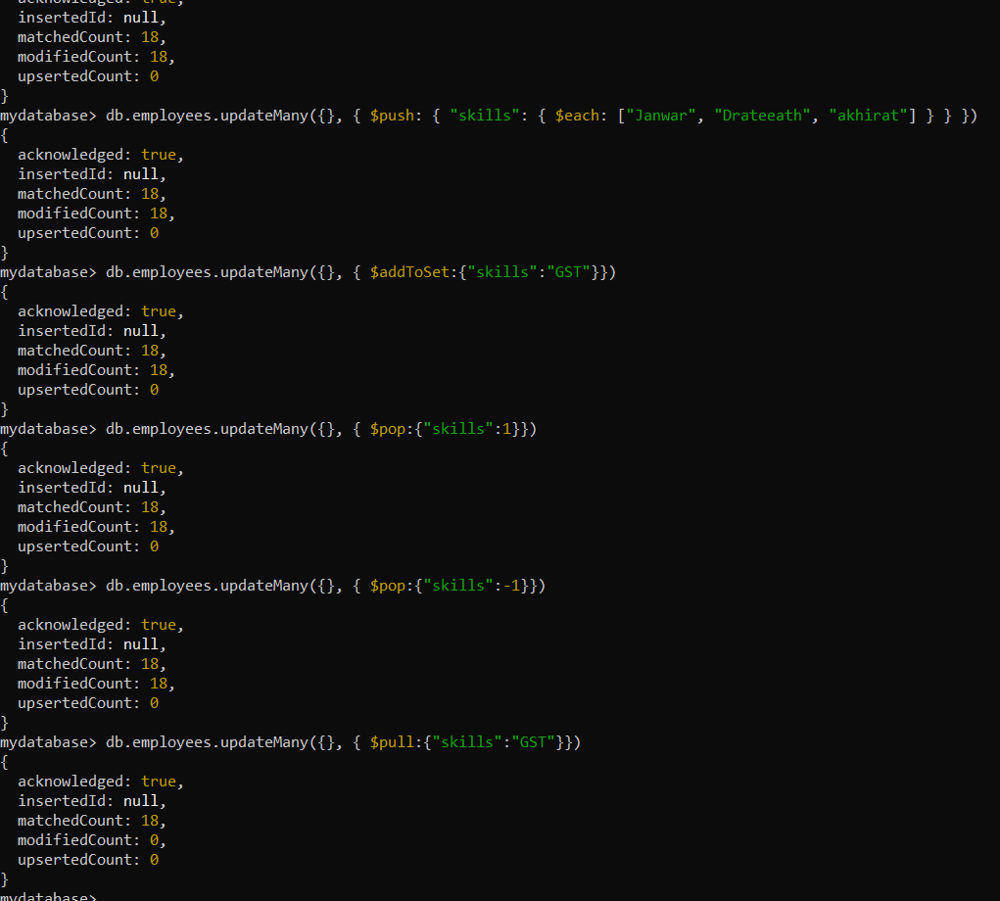 acknowledged: true,
  insertedId: null,
  matchedCount: 18,
  modifiedCount: 18,
  upsertedCount: 0
}
mydatabase> db.employees.updateMany({}, { $push: { "skills": { $each: ["Janwar", "Drateeath", "akhirat"] } } })
{
  acknowledged: true,
  insertedId: null,
  matchedCount: 18,
  modifiedCount: 18,
  upsertedCount: 0
}
mydatabase> db.employees.updateMany({}, { $addToSet:{"skills":"GST"}})
{
  acknowledged: true,
  insertedId: null,
  matchedCount: 18,
  modifiedCount: 18,
  upsertedCount: 0
}
mydatabase> db.employees.updateMany({}, { $pop:{"skills":1}})
{
  acknowledged: true,
  insertedId: null,
  matchedCount: 18,
  modifiedCount: 18,
  upsertedCount: 0
}
mydatabase> db.employees.updateMany({}, { $pop:{"skills":-1}})
{
  acknowledged: true,
  insertedId: null,
  matchedCount: 18,
  modifiedCount: 18,
  upsertedCount: 0
}
mydatabase> db.employees.updateMany({}, { $pull:{"skills":"GST"}})
{
  acknowledged: true,
  insertedId: null,
  matchedCount: 18,
  modifiedCount: 0,
  upsertedCount: 0
}
mydatabase>